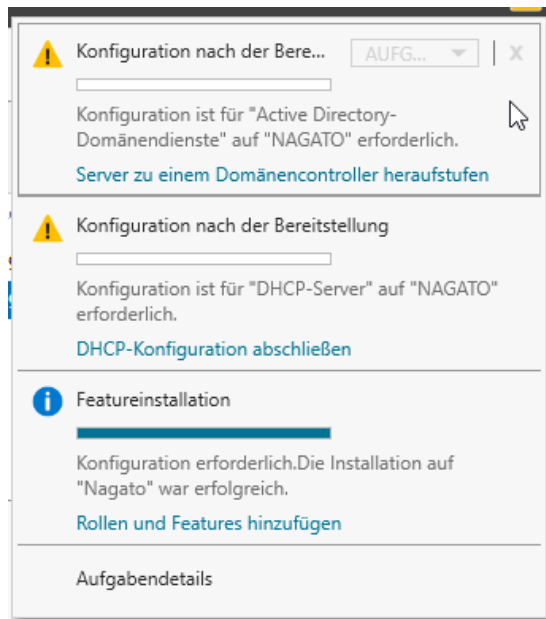 Konfiguration nach der Bere...
AUFG...
X
Konfiguration ist für "Active Directory-
Domänendienste" auf "NAGATO" erforderlich.
Server zu einem Domänencontroller heraufstufen
Konfiguration nach der Bereitstellung
Konfiguration ist für "DHCP-Server" auf "NAGATO"
erforderlich.
DHCP-Konfiguration abschließen
Featureinstallation
Konfiguration erforderlich.Die Installation auf
"Nagato" war erfolgreich.
Rollen und Features hinzufügen
Aufgabendetails